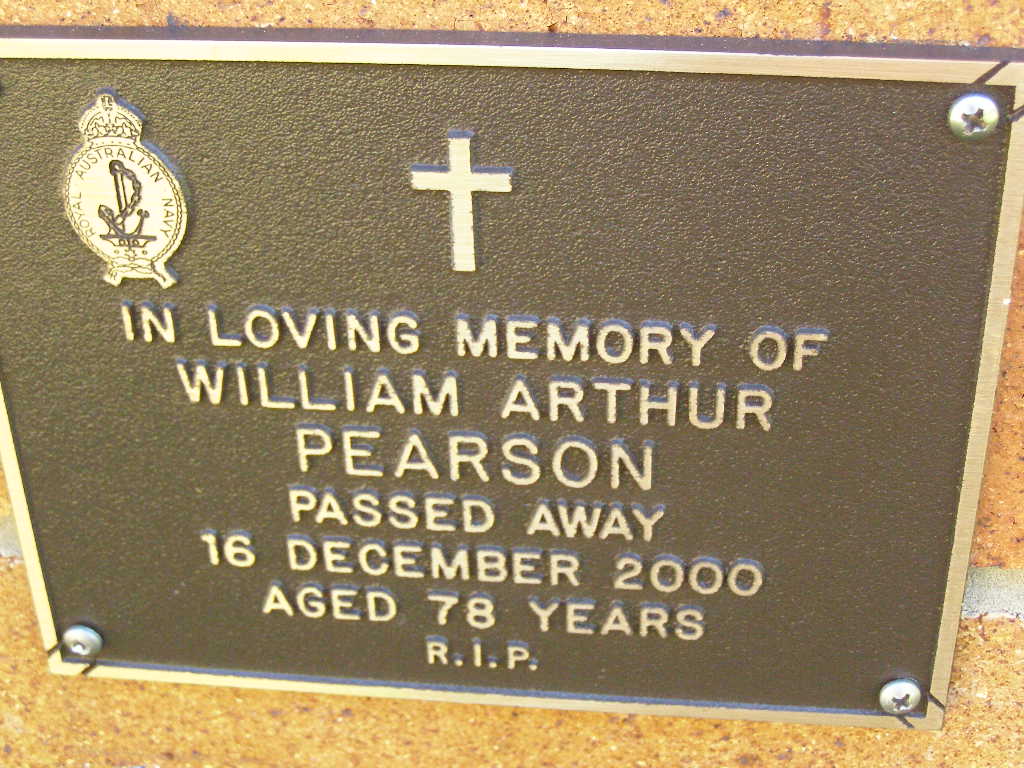 ROYAL AUSTRALIAN NAVY
IN LOVING MEMORY OF
WILLIAM ARTHUR
PEARSON
PASSED AWAY
16 DECEMBER 2000
AGED 78 YEARS
R.I.P.